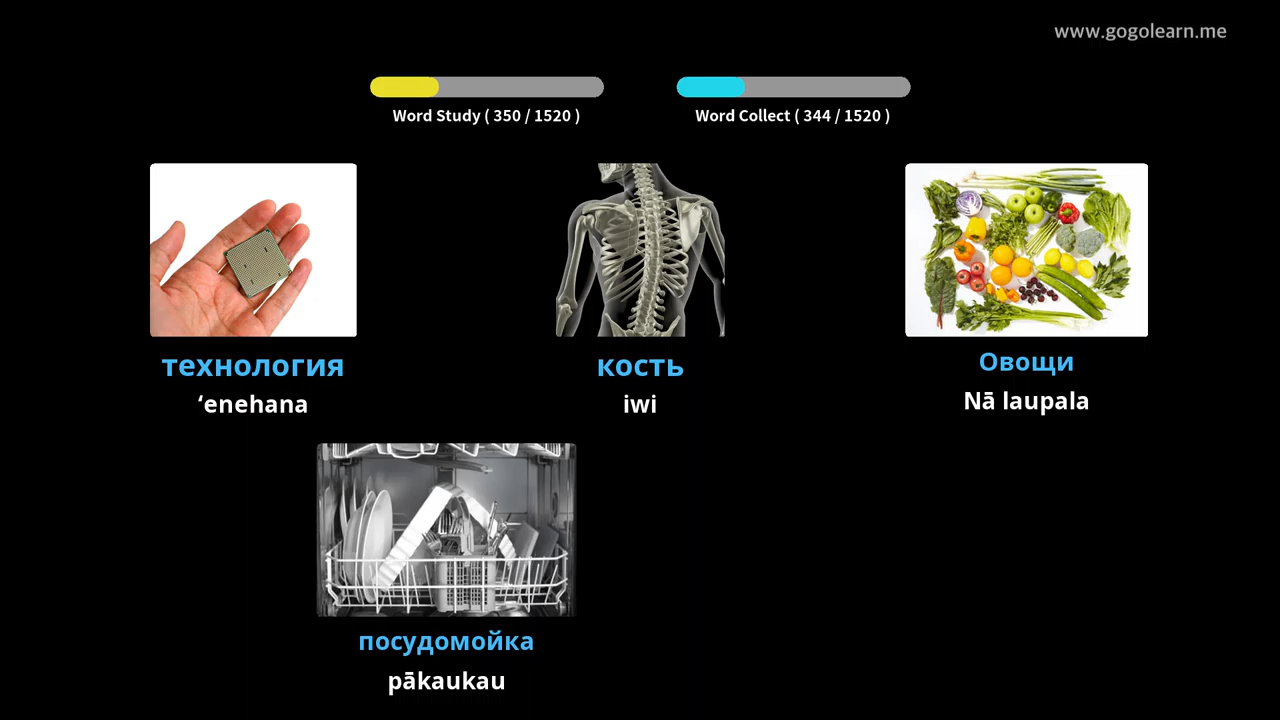 www.gogolearn.me
Word Study ( 350 / 1520 )
Word Collect ( 344 / 1520 )
технология
ʻenehana
кость
iwi
Овощи
Nā laupala
посудомойка
pākaukau